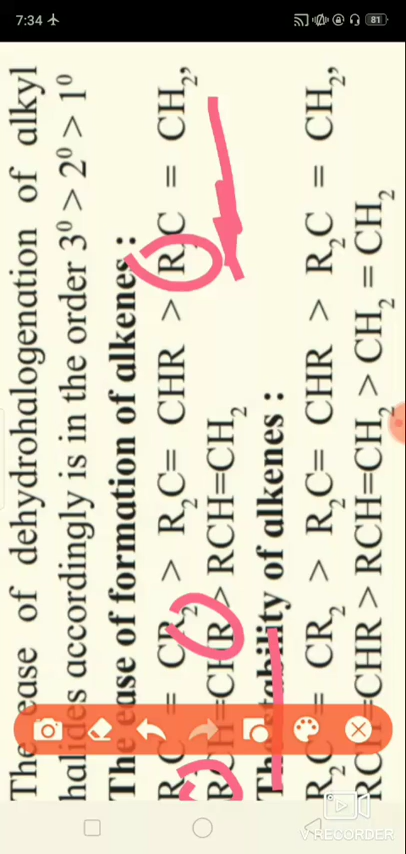 7:34
81
The ease of dehydrohalogenation of alkyl
halides accordingly is in the order 3⁰ > 2⁰ > 1⁰
The ease of formation of alkenes :
R₂C = CR₂ > R₂C= CHR > R₂C = CH₂,
RCH=CHR > RCH=CH₂
The stability of alkenes :
R₂C = CR₂ > R₂C= CHR > R₂C = CH₂,
RCH=CHR > RCH=CH₂ > CH₂ = CH₂
V RECORDER